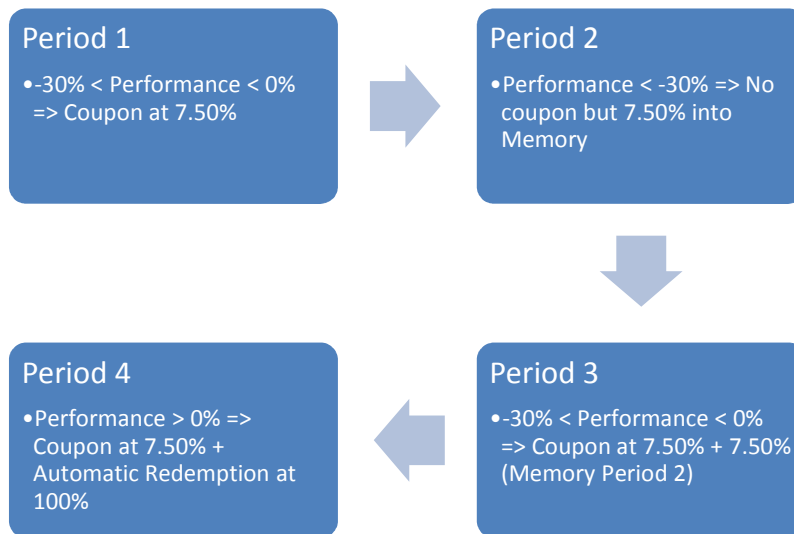 Period 1
•-30% < Performance < 0%
=> Coupon at 7.50%
Period 2
•Performance < -30% => No
coupon but 7.50% into
Memory
Period 3
•-30% < Performance < 0%
=> Coupon at 7.50% + 7.50%
(Memory Period 2)
Period 4
•Performance > 0% =>
Coupon at 7.50% +
Automatic Redemption at
100%